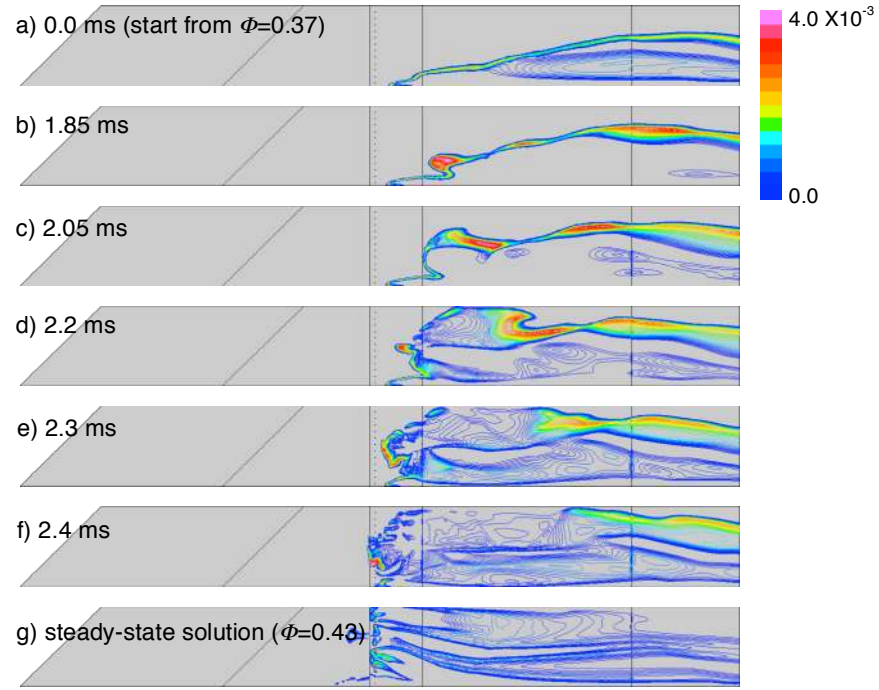 a) 0.0 ms (start from Φ=0.37)
4.0 X10-3
b) 1.85 ms
0.0
c) 2.05 ms
d) 2.2 ms
e) 2.3 ms
f) 2.4 ms
g) steady-state solution (Φ=0.43)